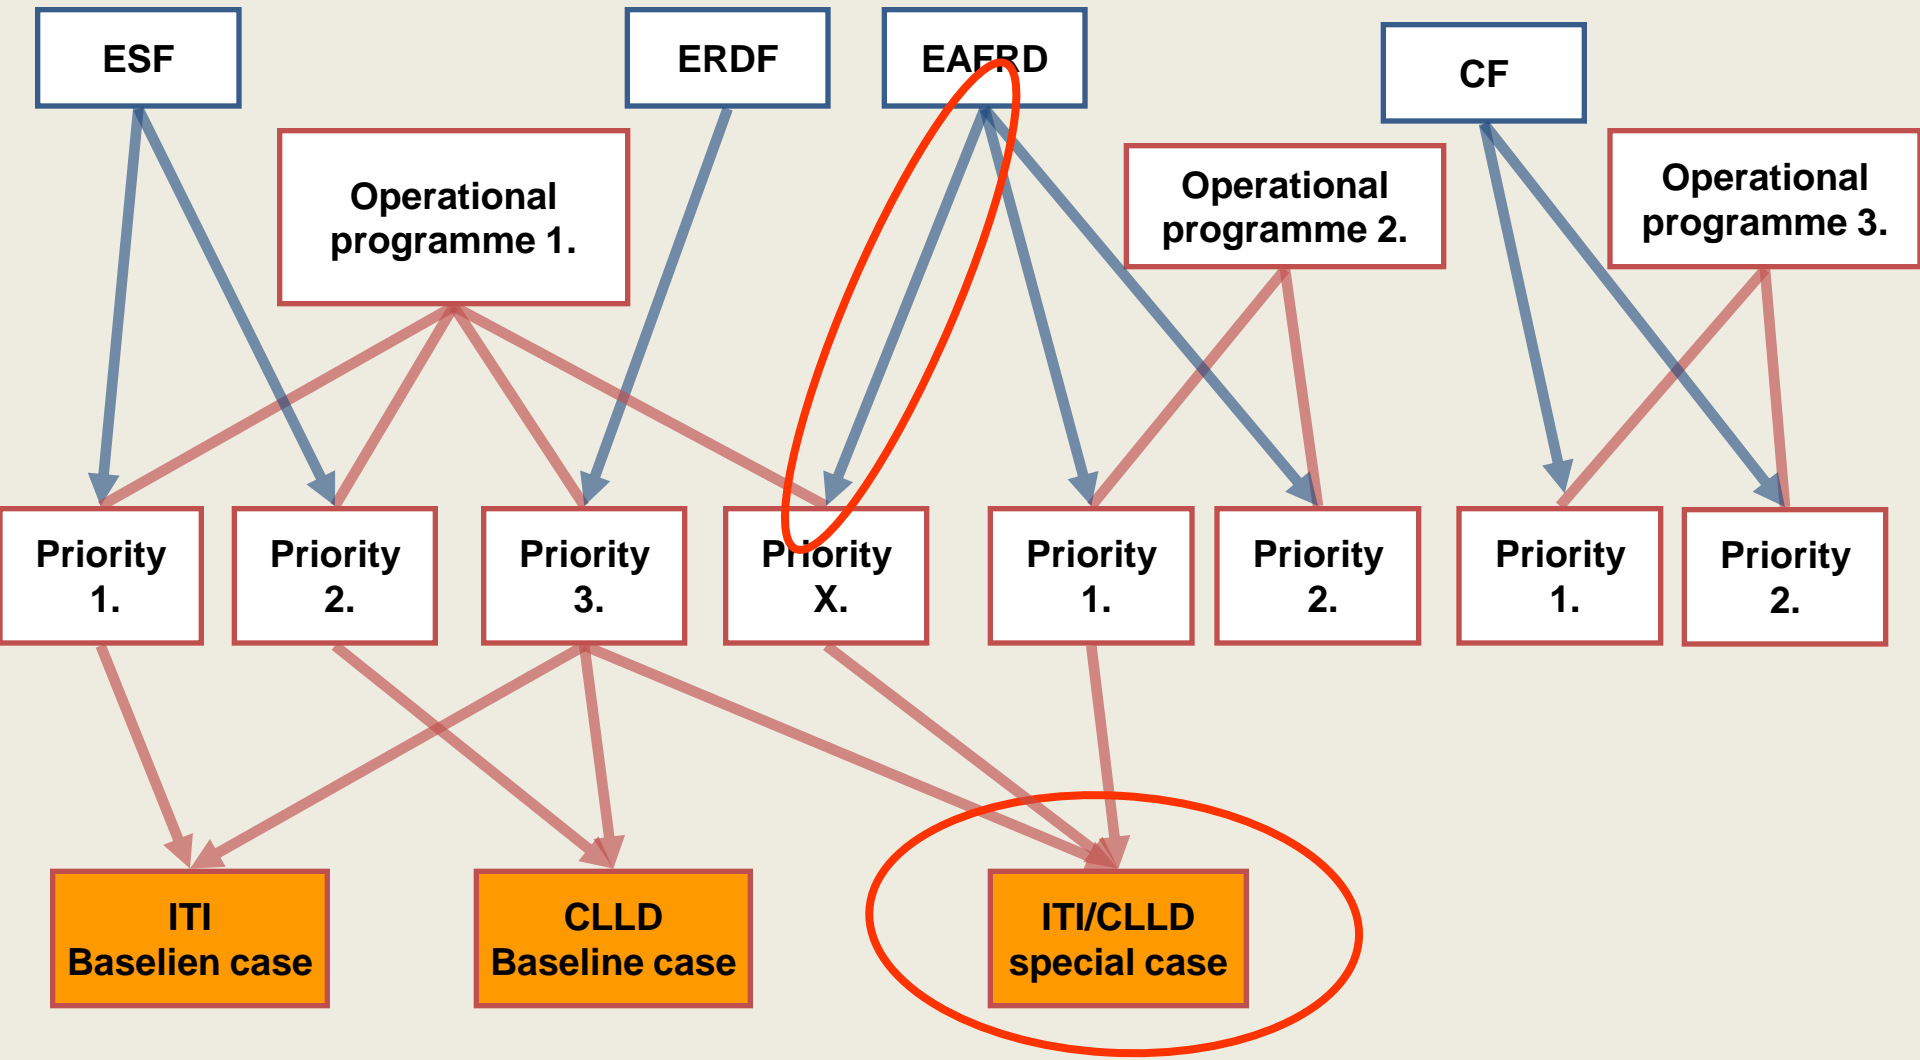 ESF
ERDF
EAFRD
CF
Operational
programme 1.
Operational
programme 2.
Operational
programme 3.
Priority
1.
Priority
2.
Priority
3.
Priority
X.
Priority
1.
Priority
2.
Priority
1.
Priority
2.
ITI
Baselien case
CLLD
Baseline case
ITI/CLLD
special case